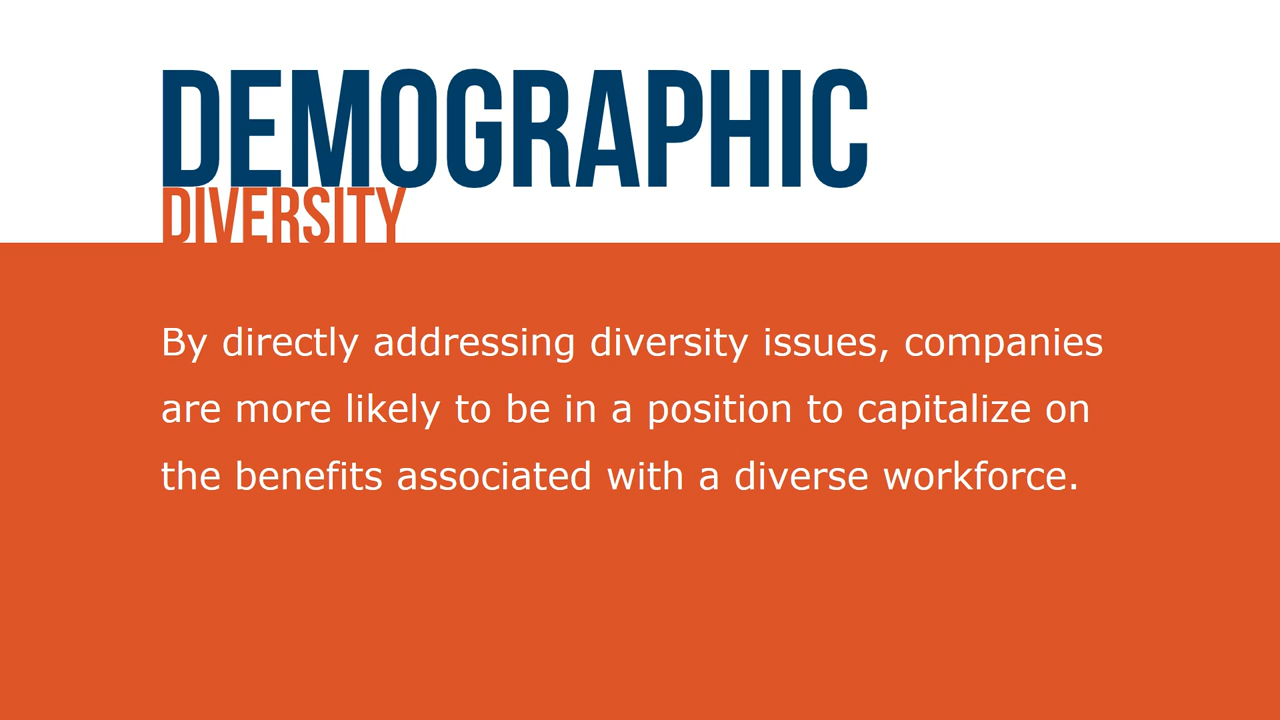 DEMOGRAPHIC
DIVERSITY
By directly addressing diversity issues, companies
are more likely to be in a position to capitalize on
the benefits associated with a diverse workforce.